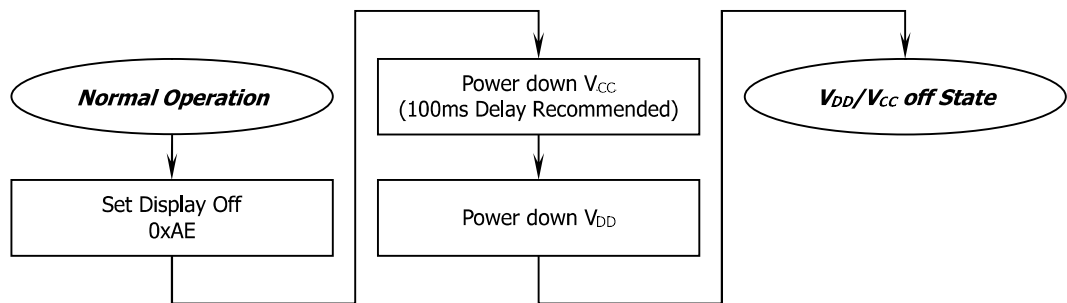 Normal Operation
Set Display Off
0xAE
Power down VCC
(100ms Delay Recommended)
Power down VDD
VDD/VCC off State